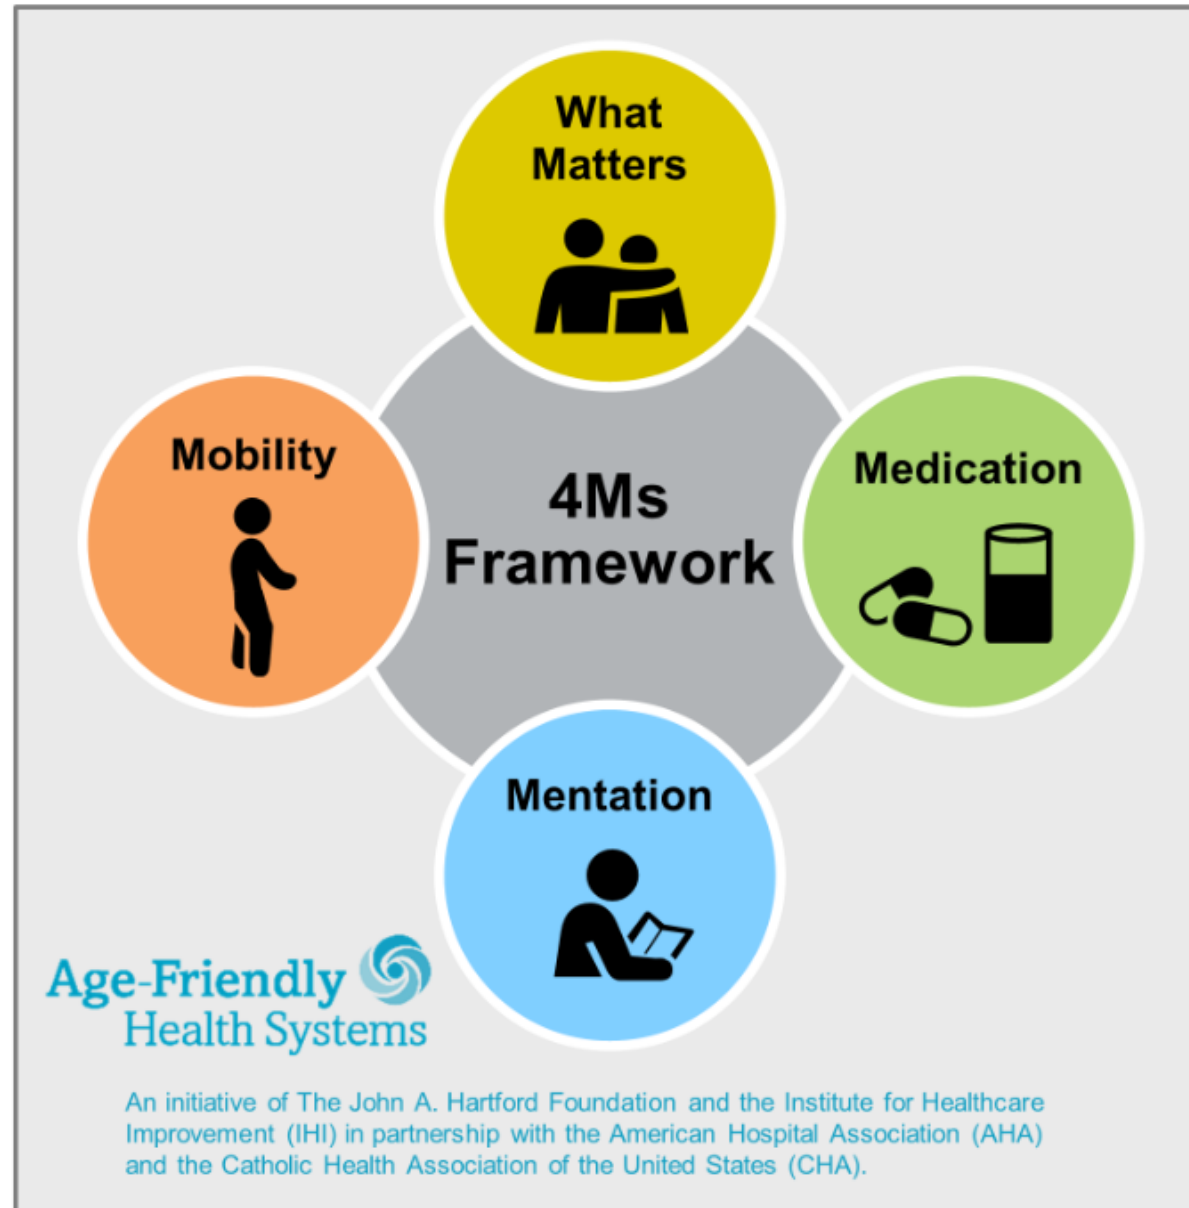 What
Matters
Mobility
4Ms
Framework
Medication
Mentation
Age-Friendly
Health Systems
An initiative of The John A. Hartford Foundation and the Institute for Healthcare
Improvement (IHI) in partnership with the American Hospital Association (AHA)
and the Catholic Health Association of the United States (CHA).